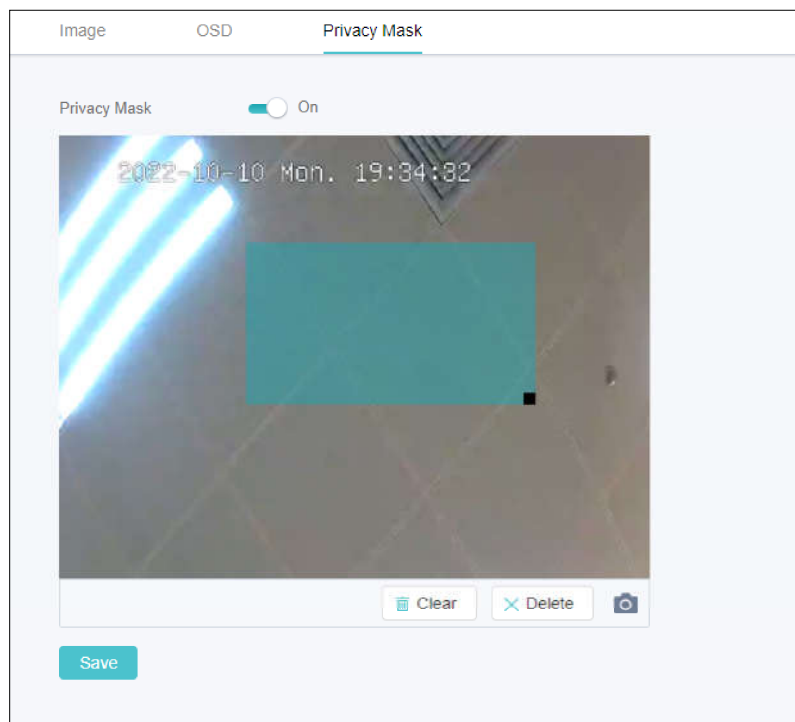 Image OSD Privacy Mask
Privacy Mask On
2022-10-10 Mon. 19:34:32
Clear Delete
Save